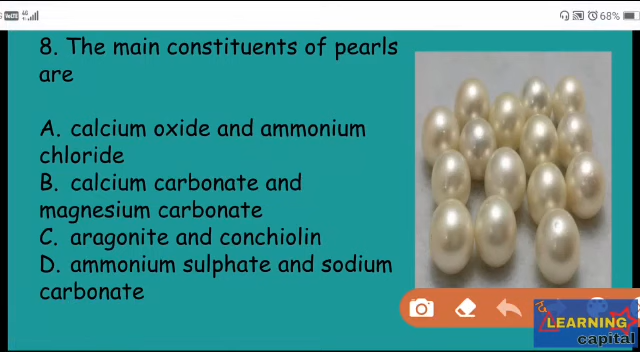 68%
8. The main constituents of pearls
are
A. calcium oxide and ammonium
chloride
B. calcium carbonate and
magnesium carbonate
C. aragonite and conchiolin
D. ammonium sulphate and sodium
carbonate
LEARNING
capital